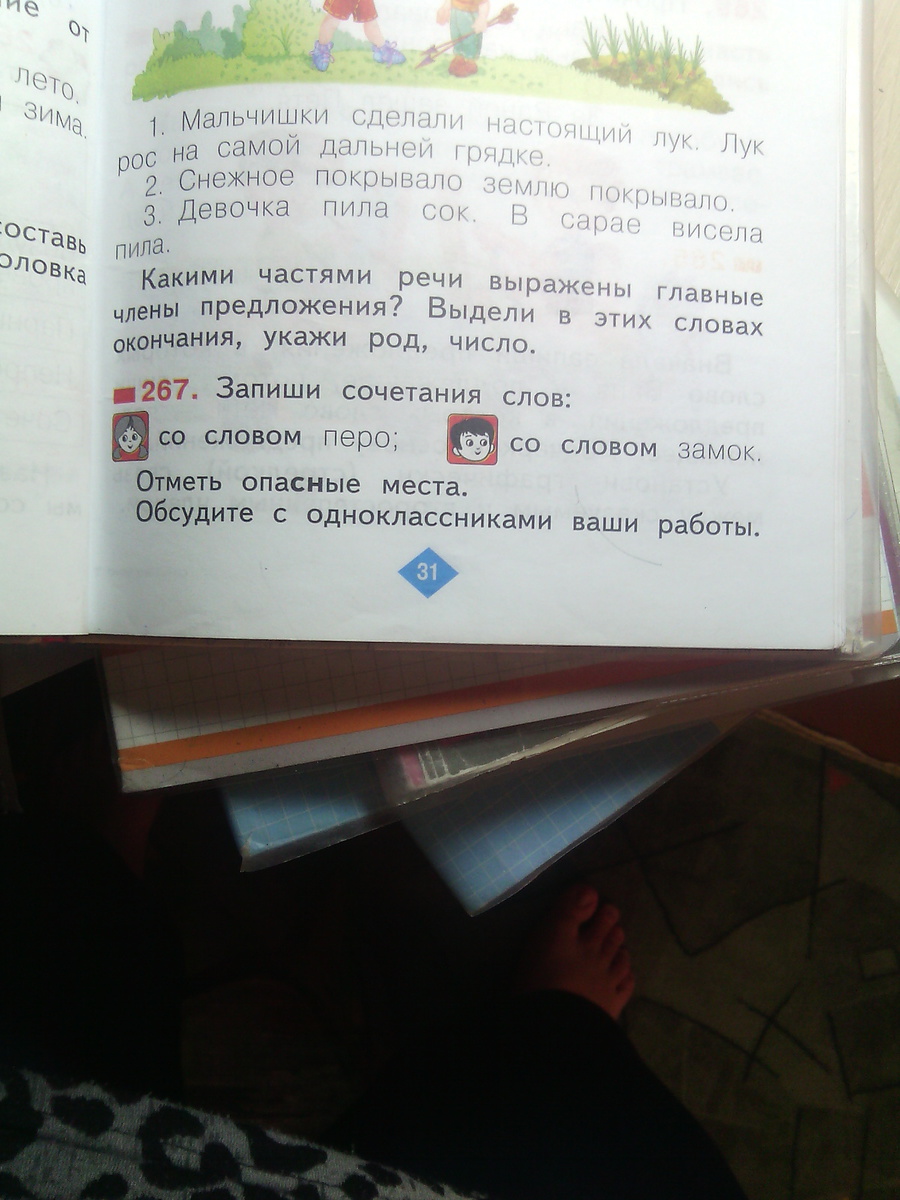 ие от
лето.
зима.
составь
оловка
1. Мальчишки сделали настоящий лук. Лук
рос на самой дальней грядке.
2. Снежное покрывало землю покрывало.
3. Девочка пила сок. В сарае висела
пила.
Какими частями речи выражены главные
члены предложения? Выдели в этих словах
окончания, укажи род, число.
267. Запиши сочетания слов:
со словом перо; со словом замок.
Отметь опасные места.
Обсудите с одноклассниками ваши работы.
31